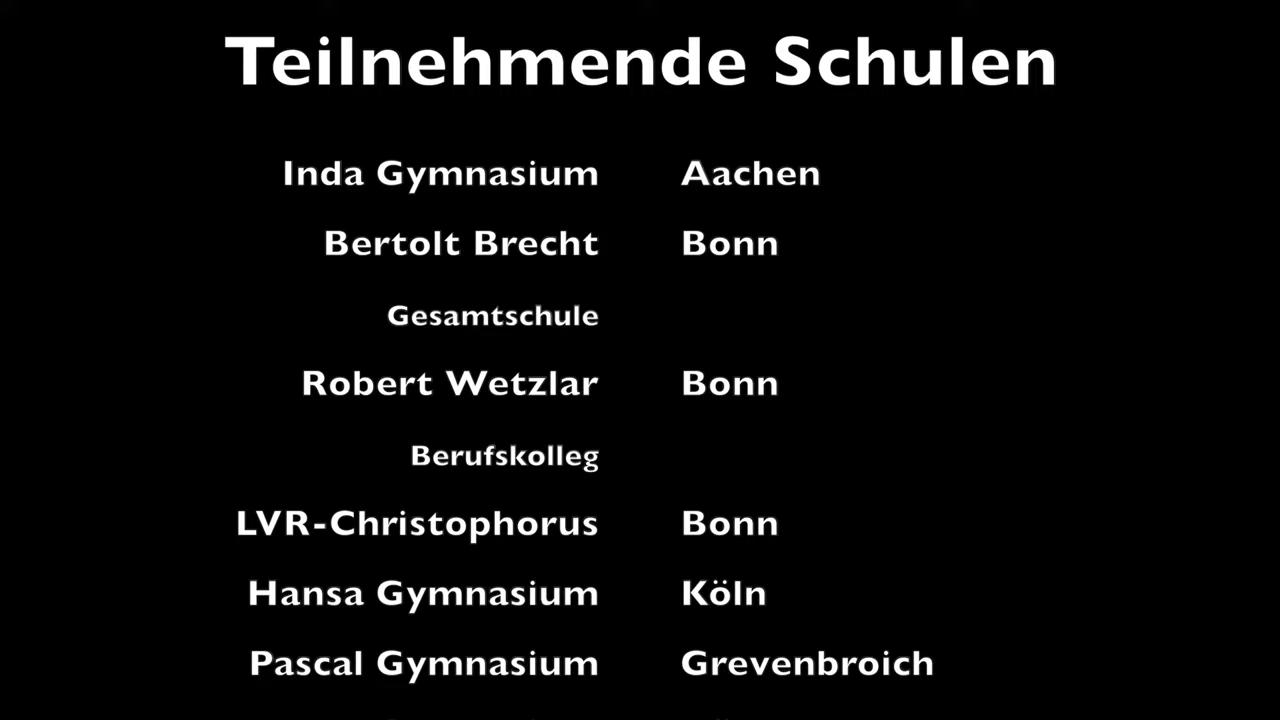 Teilnehmende Schulen
Inda Gymnasium Aachen
Bertolt Brecht Bonn
Gesamtschule
Robert Wetzlar Bonn
Berufskolleg
LVR-Christophorus Bonn
Hansa Gymnasium Köln
Pascal Gymnasium Grevenbroich